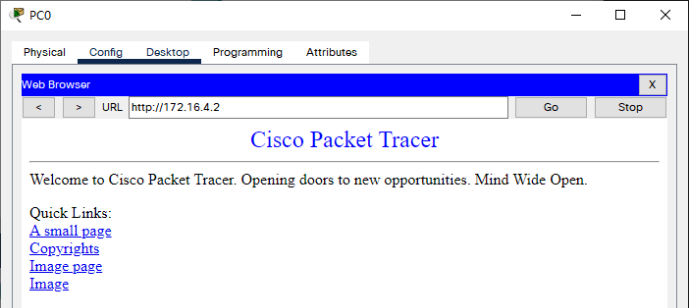 PC0
Physical Config Desktop Programming Attributes
Web Browser X
< > URL http://172.16.4.2 Go Stop
Cisco Packet Tracer
Welcome to Cisco Packet Tracer. Opening doors to new opportunities. Mind Wide Open.
Quick Links:
A small page
Copyrights
Image page
Image